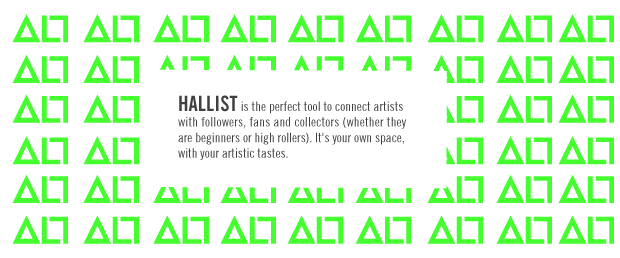 HALLIST is the perfect tool to connect artists
with followers, fans and collectors (whether they
are beginners or high rollers). It's your own space,
with your artistic tastes.